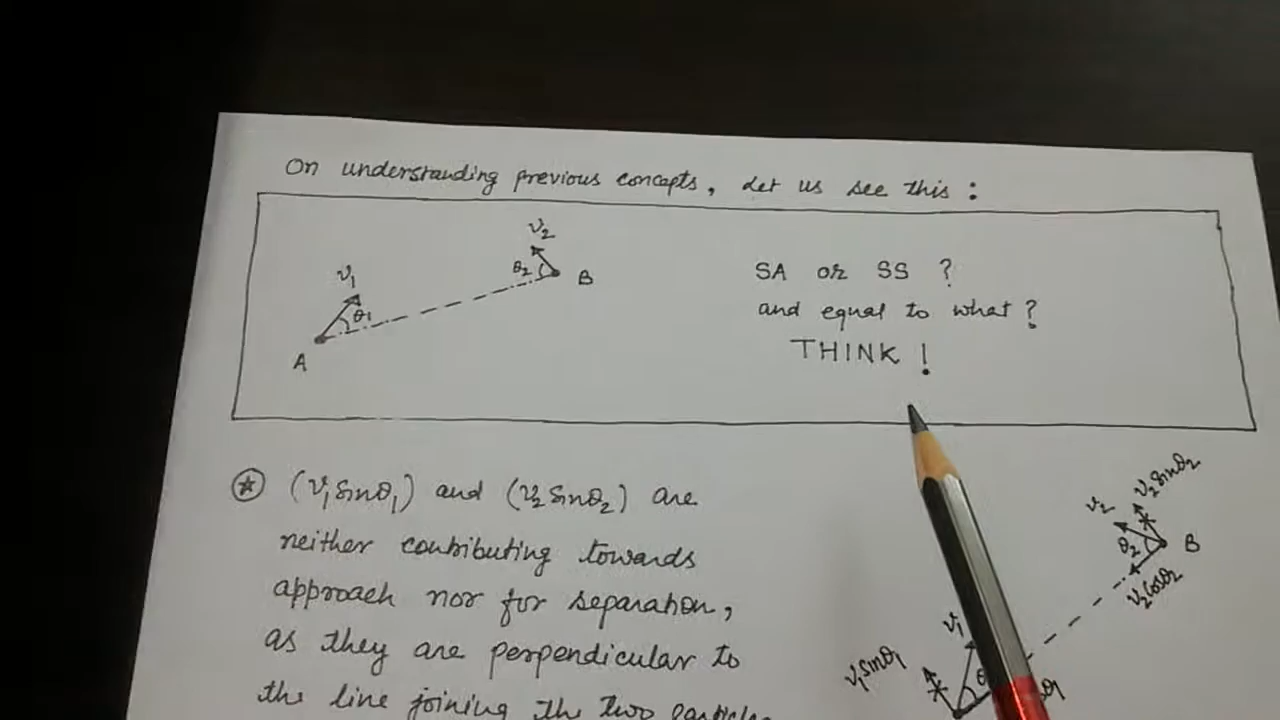 On understanding previous concepts, let us see this :
v2
θ2
B
v1
θ1
A
SA or SS ?
and equal to what ?
THINK !
(v1 sinθ1) and (v2 sinθ2) are
neither contributing towards
approach nor for separation,
as they are perpendicular to
the line joining the two particles
v2
v2 sinθ2
θ2
B
v2 cosθ2
v1
v1 sinθ1